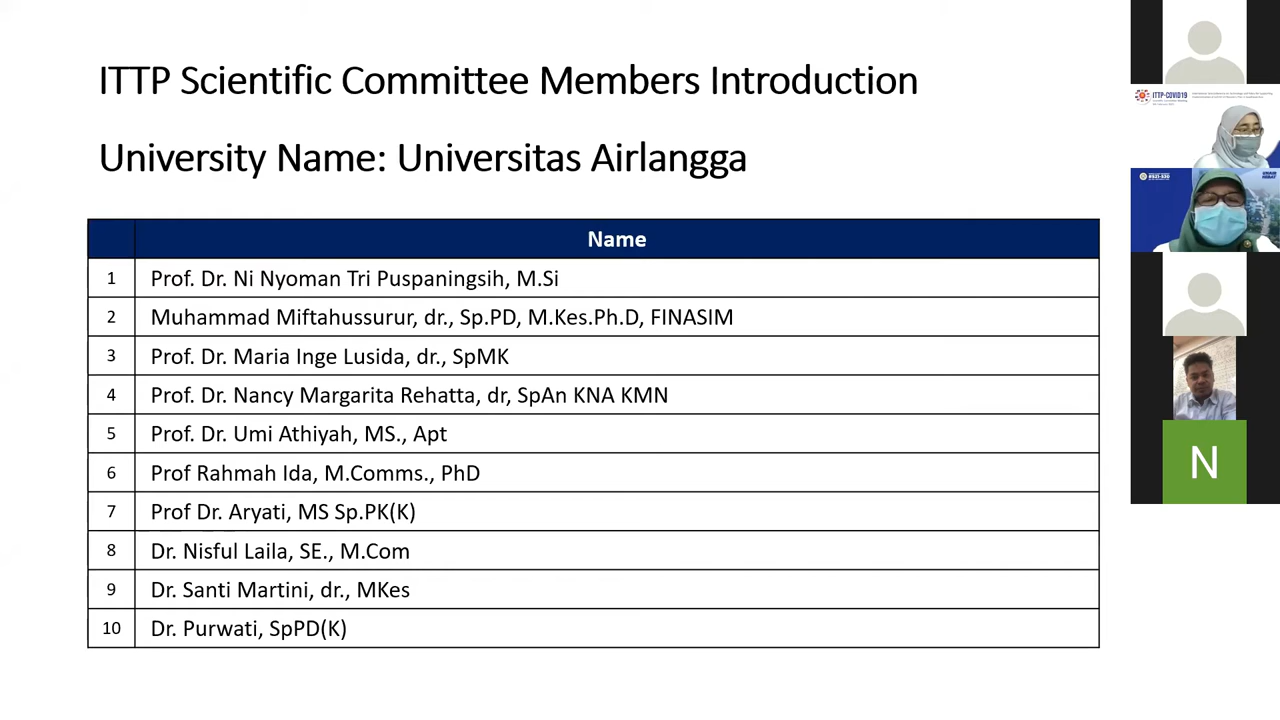 ITTP Scientific Committee Members Introduction
University Name: Universitas Airlangga
Name
1 Prof. Dr. Ni Nyoman Tri Puspaningsih, M.Si
2 Muhammad Miftahussurur, dr., Sp.PD, M.Kes.Ph.D, FINASIM
3 Prof. Dr. Maria Inge Lusida, dr., SpMK
4 Prof. Dr. Nancy Margarita Rehatta, dr, SpAn KNA KMN
5 Prof. Dr. Umi Athiyah, MS., Apt
6 Prof Rahmah Ida, M.Comms., PhD
7 Prof Dr. Aryati, MS Sp.PK(K)
8 Dr. Nisful Laila, SE., M.Com
9 Dr. Santi Martini, dr., MKes
10 Dr. Purwati, SpPD(K)
ITTP-COVID19
N